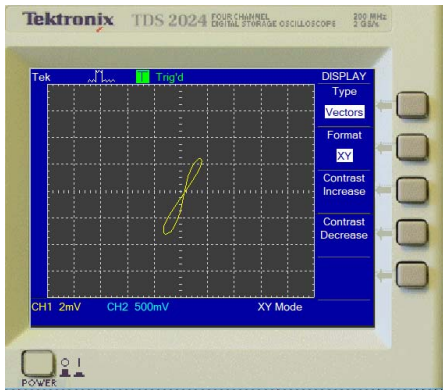 Tektronix TDS 2024 FOUR CHANNEL DIGITAL STORAGE OSCILLOSCOPE 200 MHz 2 GS/s
Tek T Trig'd DISPLAY
Type
Vectors
Format
XY
Contrast
Increase
Contrast
Decrease
CH1 2mV CH2 500mV XY Mode
POWER